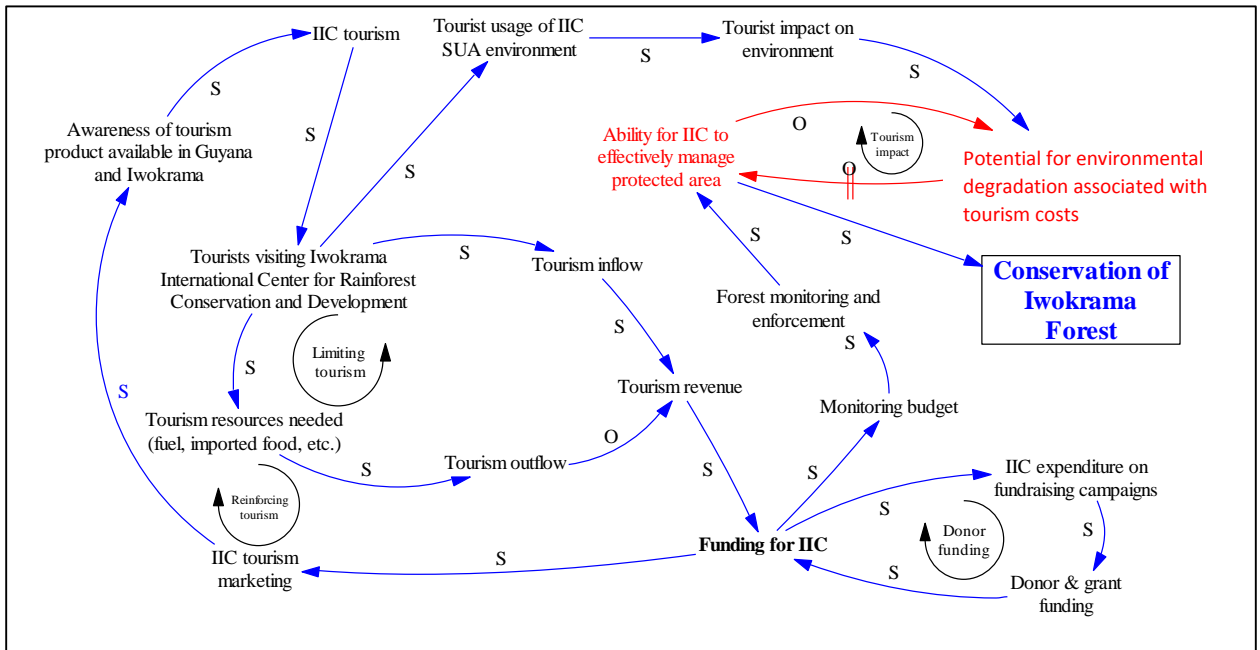 IIC tourism
Tourist usage of IIC
SUA environment
Tourist impact on
environment
S
S
S
S
S
Awareness of tourism
product available in Guyana
and Iwokrama
Ability for IIC to
effectively manage
protected area
O
Tourism
impact
O
Potential for environmental
degradation associated with
tourism costs
S
Tourists visiting Iwokrama
International Center for Rainforest
Conservation and Development
S
Tourism inflow
S
S
Conservation of
Iwokrama
Forest
Forest monitoring and
enforcement
S
Limiting
tourism
S
S
S
Tourism revenue
Monitoring budget
Tourism resources needed
(fuel, imported food, etc.)
O
S
Tourism outflow
S
S
S
IIC expenditure on
fundraising campaigns
Reinforcing
tourism
S
Donor
funding
S
Funding for IIC
IIC tourism
marketing
S
S
Donor & grant
funding